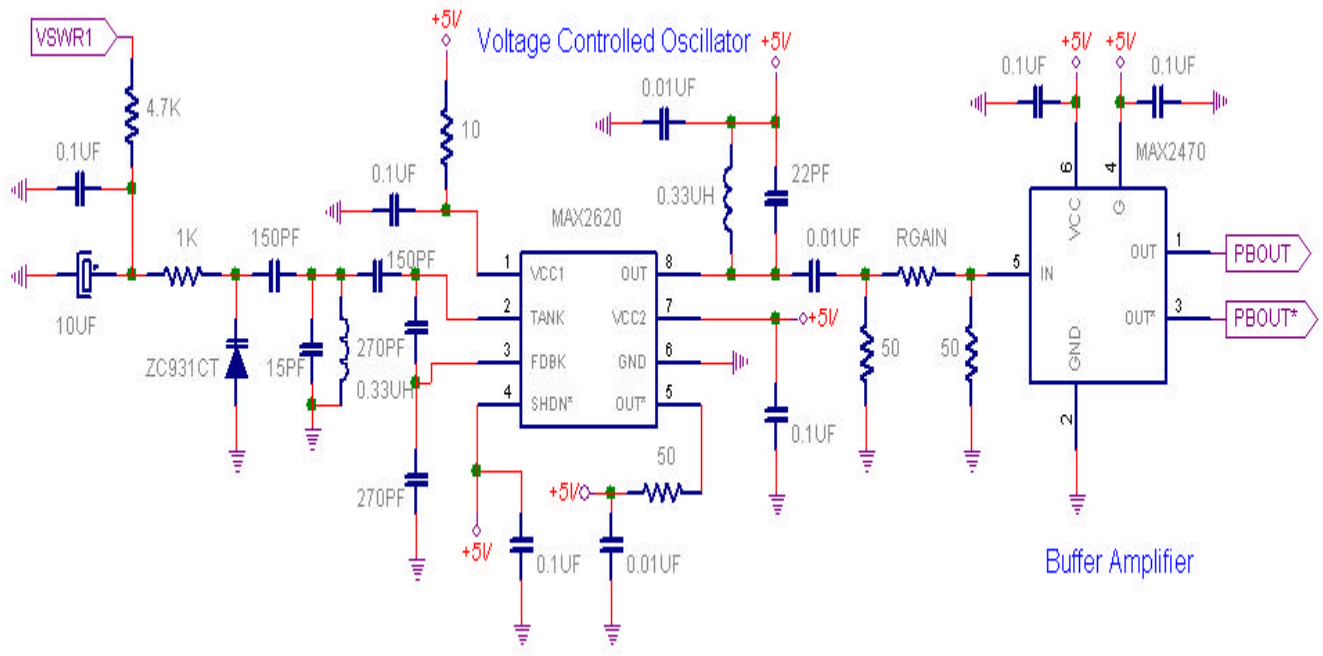 VSWR1
+5V
Voltage Controlled Oscillator
+5V
+5V
+5V
4.7K
10
0.01UF
0.1UF
0.1UF
0.1UF
0.1UF
MAX2470
0.33UH
22PF
6
4
VCC
G
MAX2620
1K
150PF
150PF
0.01UF
RGAIN
10UF
1
VCC1
OUT
8
5
IN
OUT
1
PBOUT
2
TANK
VCC2
7
+5V
OUT*
3
PBOUT*
ZC931CT
15PF
270PF
0.33UH
3
FDBK
GND
6
50
50
GND
4
SHDN*
OUT*
5
0.1UF
2
270PF
50
+5V
+5V
0.1UF
0.01UF
Buffer Amplifier